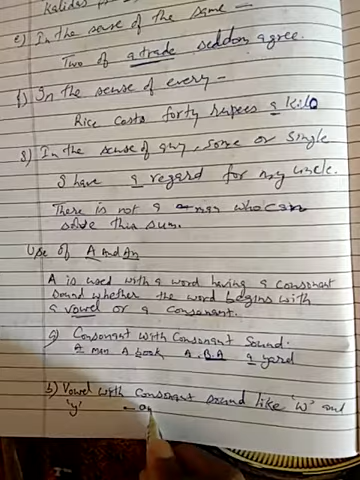 e) In the sense of the same —
Two of a trade seldom agree.
f) In the sense of every —
Rice costs forty rupees a kilo
g) In the sense of any, some or single
I have a regard for my uncle.
There is not a man who can
solve this sum.
Use of A and An
A is used with a word having a consonant
sound whether the word begins with
a vowel or a consonant.
a) Consonant with Consonant Sound.
A man A book A. B.A a yard
b) Vowel with Consonant sound like 'w' and
'y'